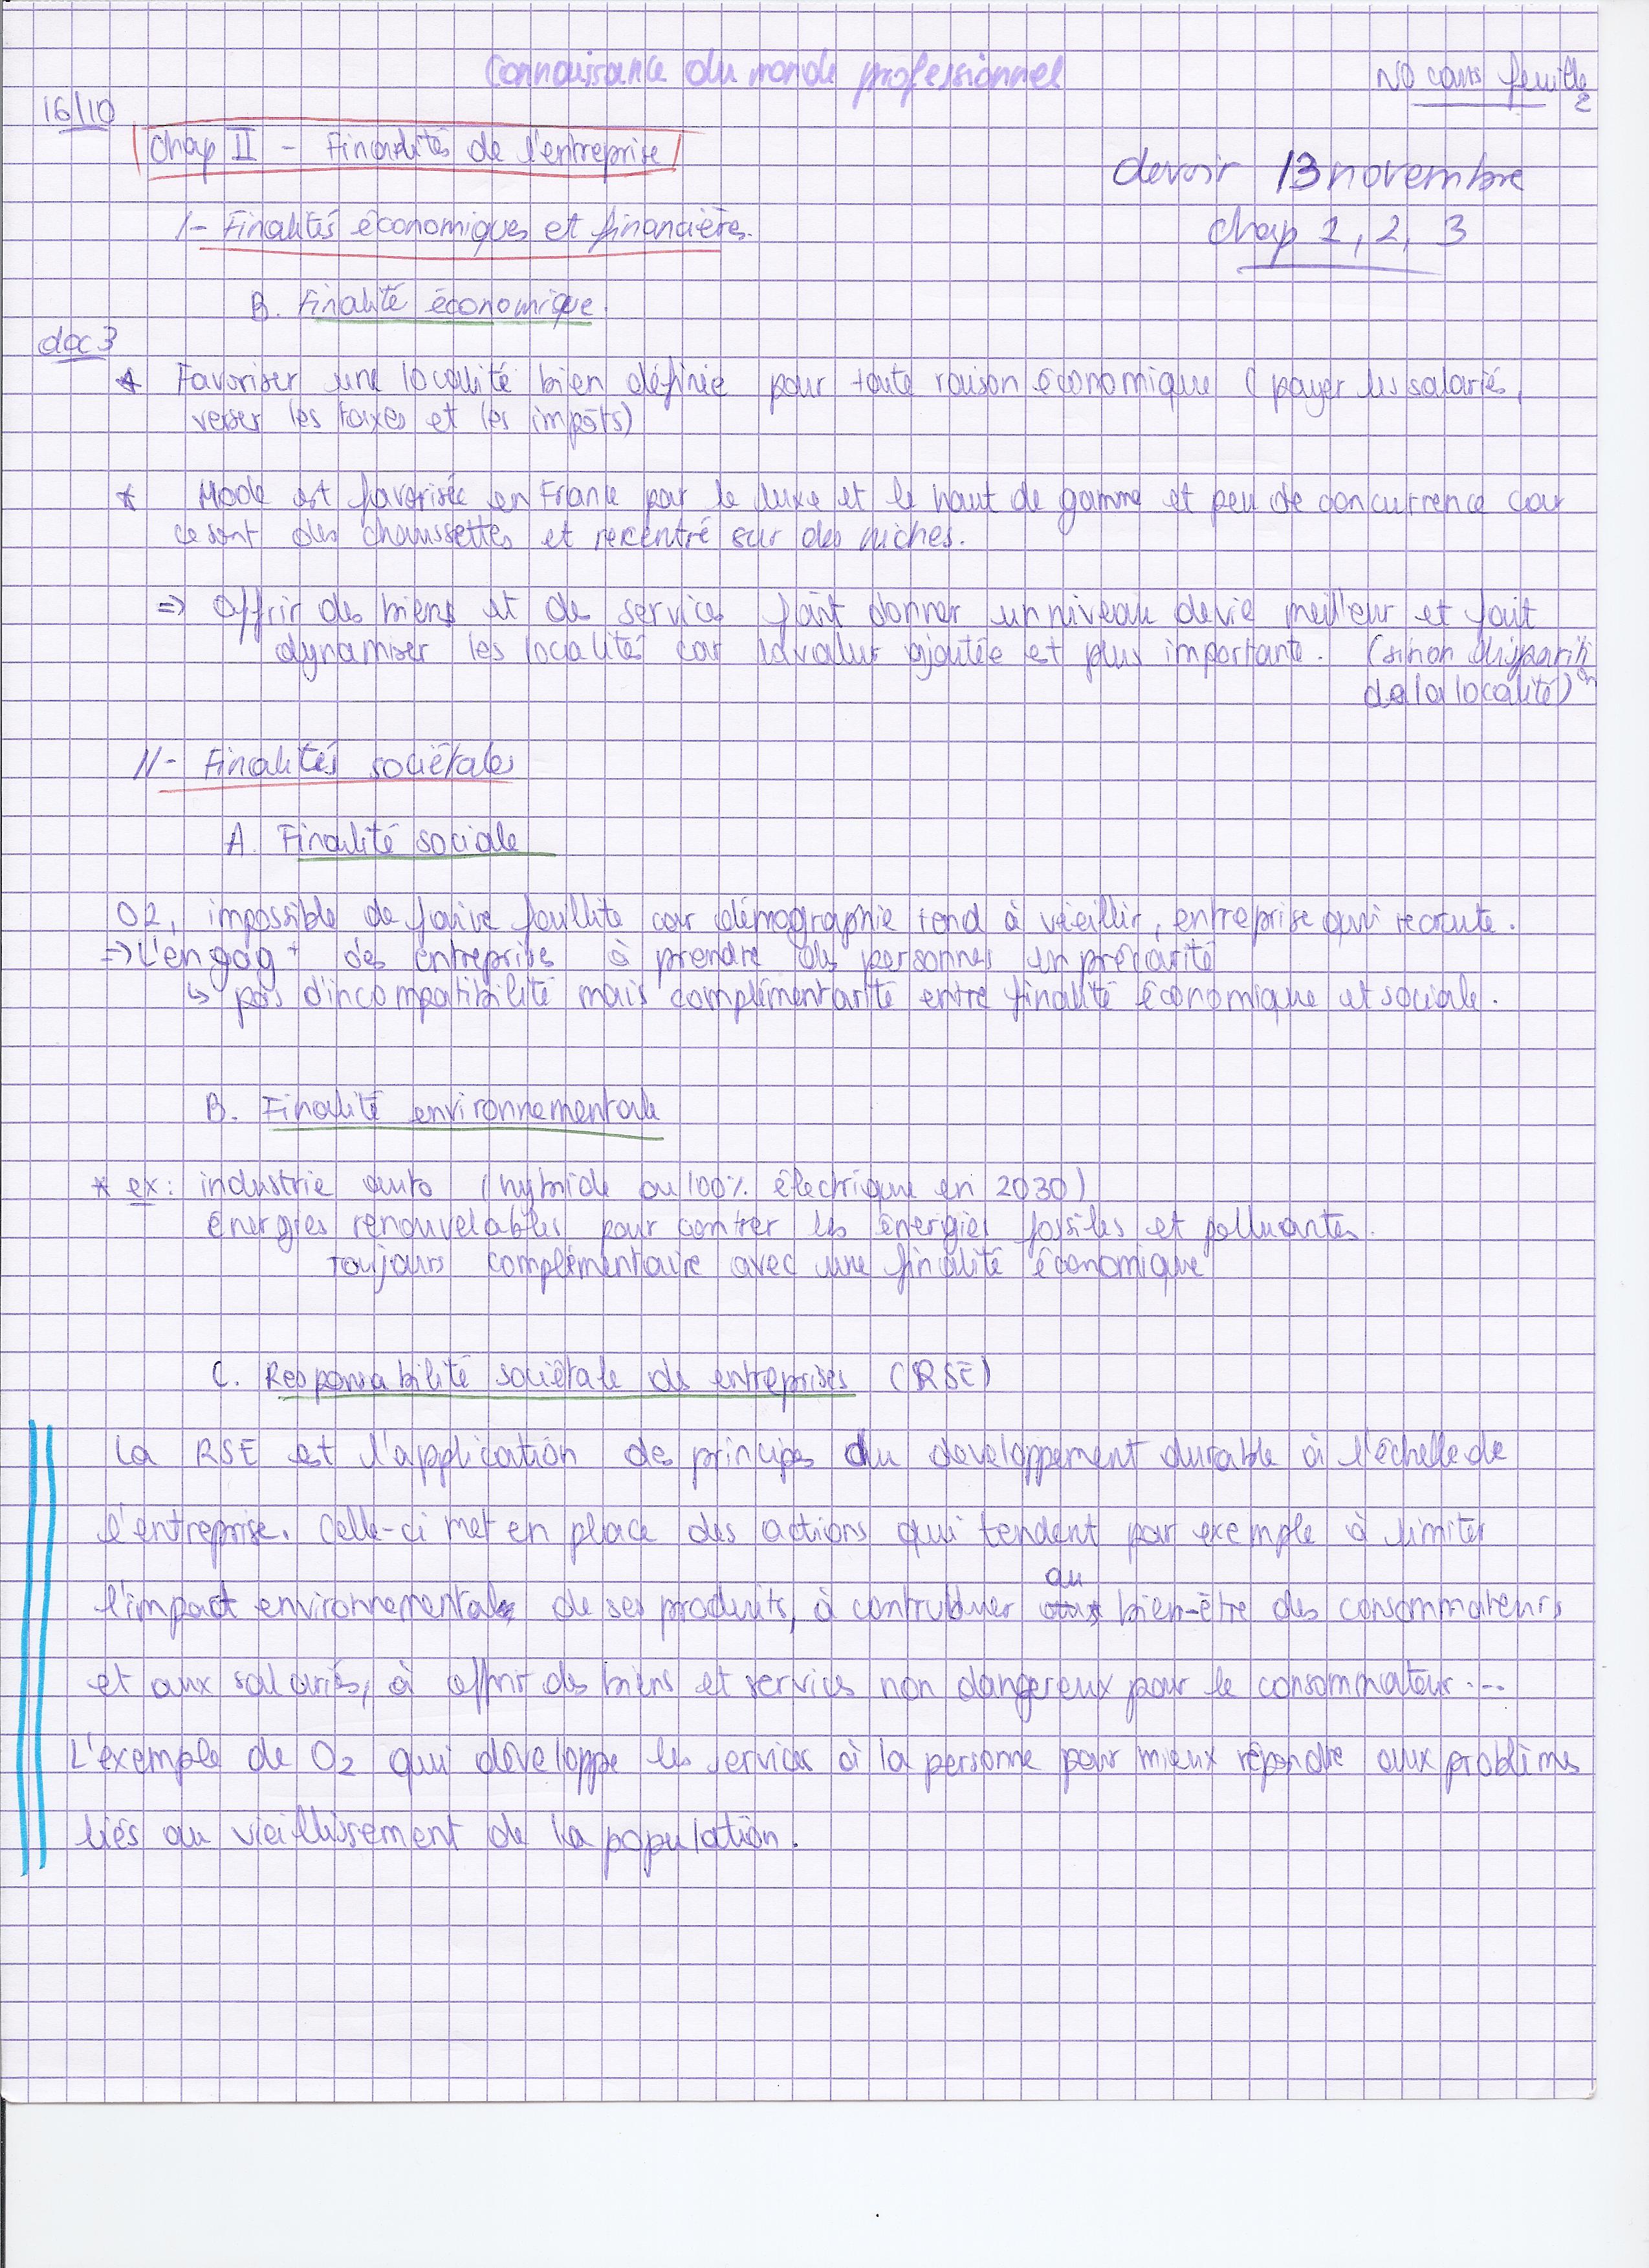 Connaissance du monde professionnel
NO cours feuille 2
16/10
Chap II - Finalités de l'entreprise
devoir 13 novembre
chap 1, 2, 3
I- Finalités économiques et financières.
B. Finalité économique.
doc 3
* Favoriser une localité bien définie pour toute raison économique (payer les salariés,
verser les taxes et les impôts)
* Mode est favorisée en France par le luxe et le haut de gamme et peu de concurrence car
ce sont des chaussettes et recentré sur des niches.
=> Offrir des biens et de services fait donner un niveau de vie meilleur et fait
dynamiser les localités car la valeur ajoutée est plus importante. (sinon disparition
de la localité)
II- Finalités sociétales
A. Finalité sociale
O2, impossible de faire faillite car démographie tend à vieillir, entreprise qui recrute.
=> L'engagt des entreprises à prendre des personnes en précarité
↳ pas d'incompatibilité mais complémentarité entre finalité économique et sociale.
B. Finalité environnementale
* ex: industrie auto (hybride ou 100% électrique en 2030)
énergies renouvelables pour contrer les énergies fossiles et polluantes.
Toujours complémentaire avec une finalité économique
C. Responsabilité sociétale des entreprises (RSE)
La RSE est l'application de principes du developpement durable à l'échelle de
l'entreprise. Celle-ci met en place des actions qui tendent par exemple à limiter
l'impact environnemental de ses produits, à contrubuer au bien-être des consommateurs
et aux salariés, à offrir des biens et services non dangereux pour le consommateur...
L'exemple de O2 qui développe les services à la personne pour mieux répondre aux problèmes
liés au vieillissement de la population.